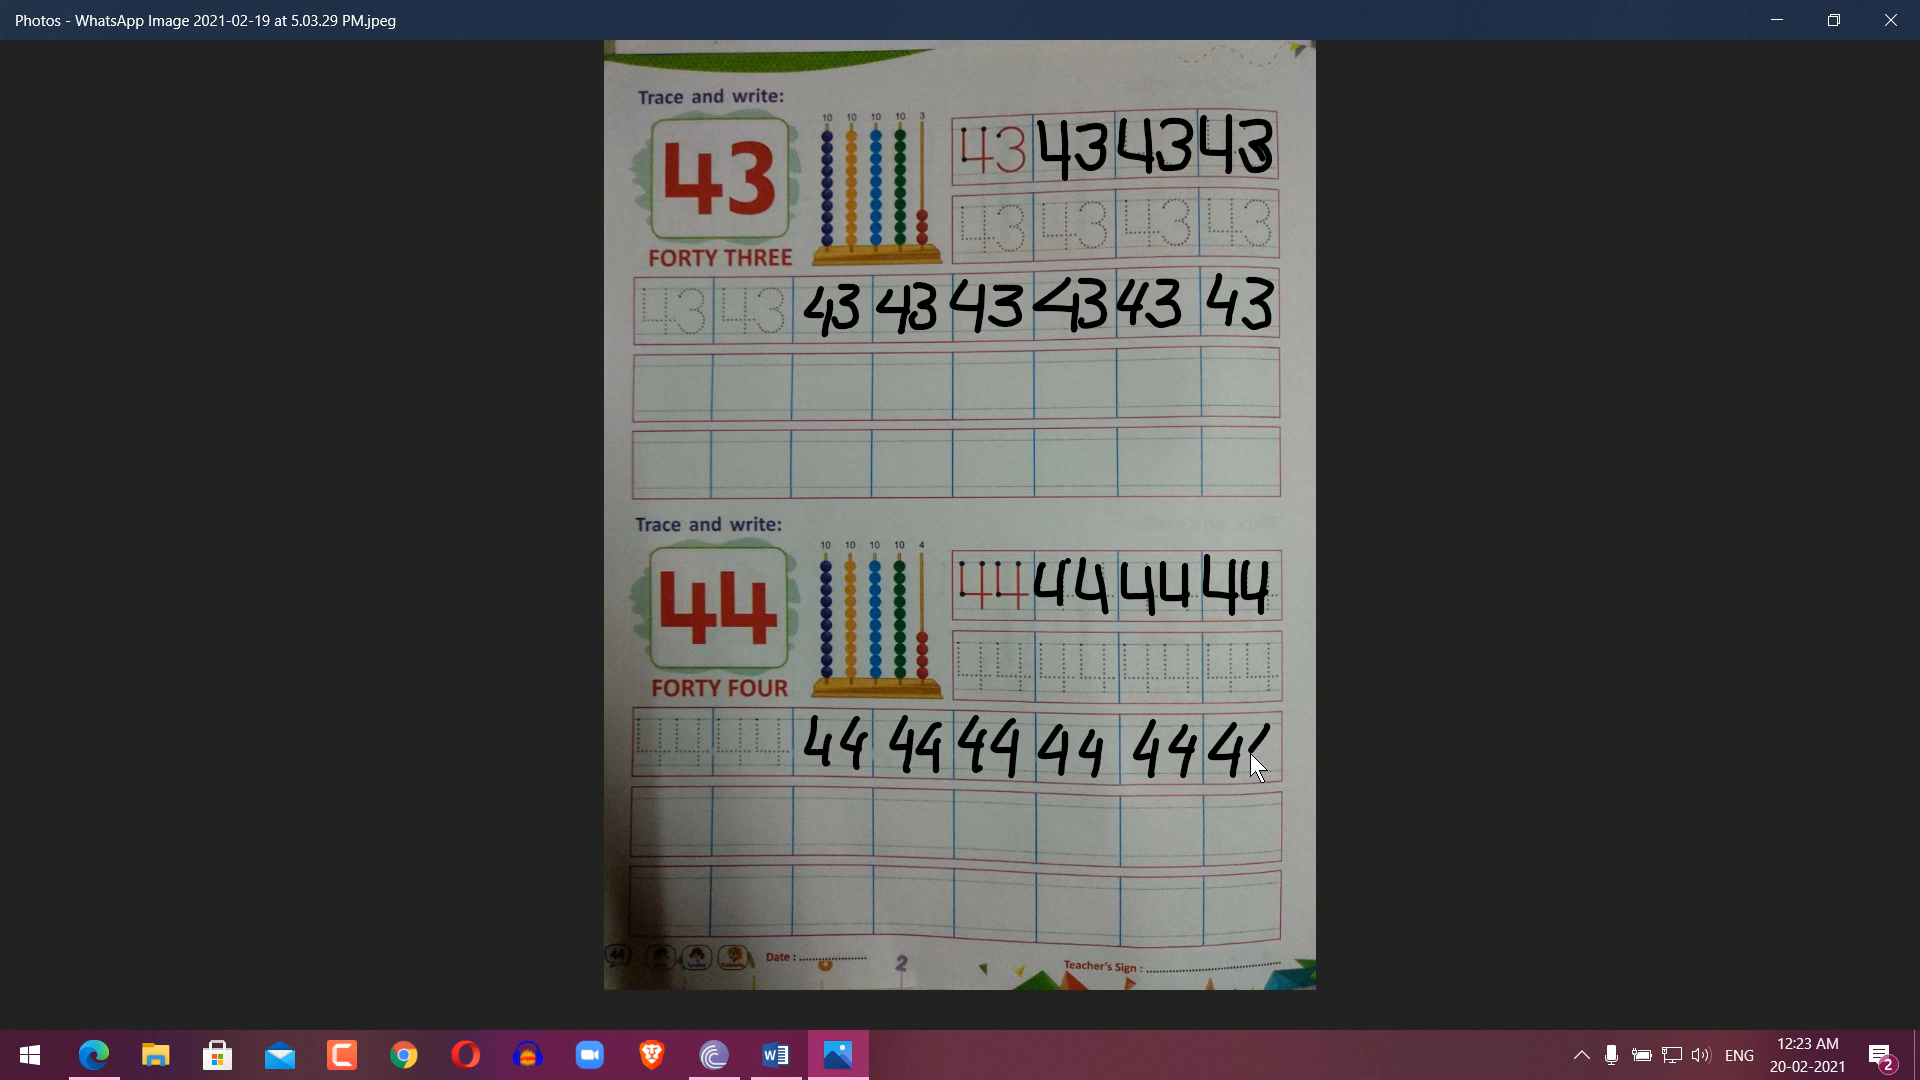 Photos - WhatsApp Image 2021-02-19 at 5.03.29 PM.jpeg
Trace and write:
10 10 10 10 3
43
43 43 43 43
43 43 43 43
FORTY THREE
43 43 43 43 43 43 43 43
Trace and write:
10 10 10 10 4
44
44 44 44 44
44 44 44 44
FORTY FOUR
44 44 44 44 44 44 44 4
44
Date :
2
Teacher's Sign :
ENG
12:23 AM
20-02-2021
2